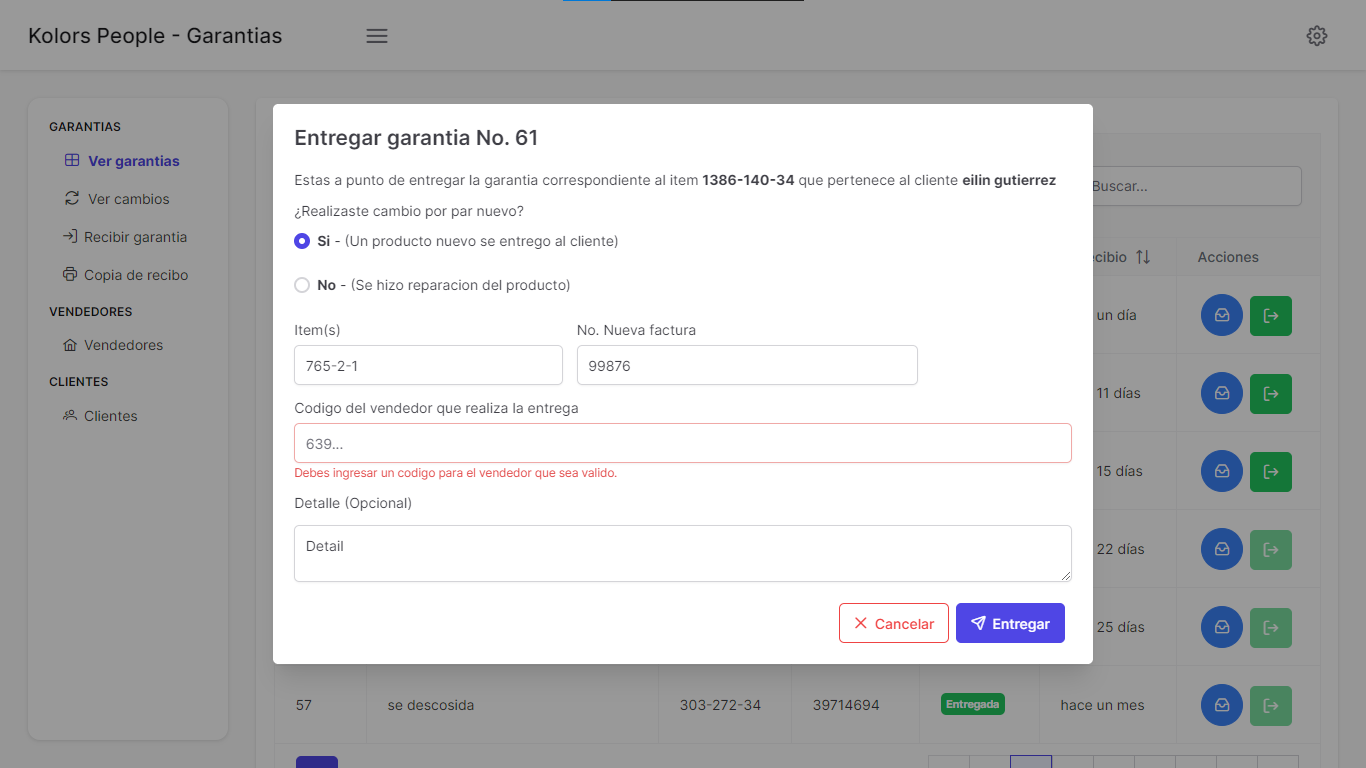 Kolors People - Garantias
GARANTIAS
Ver garantias
Ver cambios
Recibir garantia
Copia de recibo
VENDEDORES
Vendedores
CLIENTES
Clientes
Entregar garantia No. 61
Estas a punto de entregar la garantia correspondiente al item 1386-140-34 que pertenece al cliente eilin gutierrez
¿Realizaste cambio por par nuevo?
Si - (Un producto nuevo se entrego al cliente)
No - (Se hizo reparacion del producto)
Item(s) No. Nueva factura
765-2-1 99876
Codigo del vendedor que realiza la entrega
639...
Debes ingresar un codigo para el vendedor que sea valido.
Detalle (Opcional)
Detail
Cancelar Entregar
Buscar...
Acciones
un día
11 días
15 días
22 días
25 días
57 se descosida 303-272-34 39714694 Entregada hace un mes